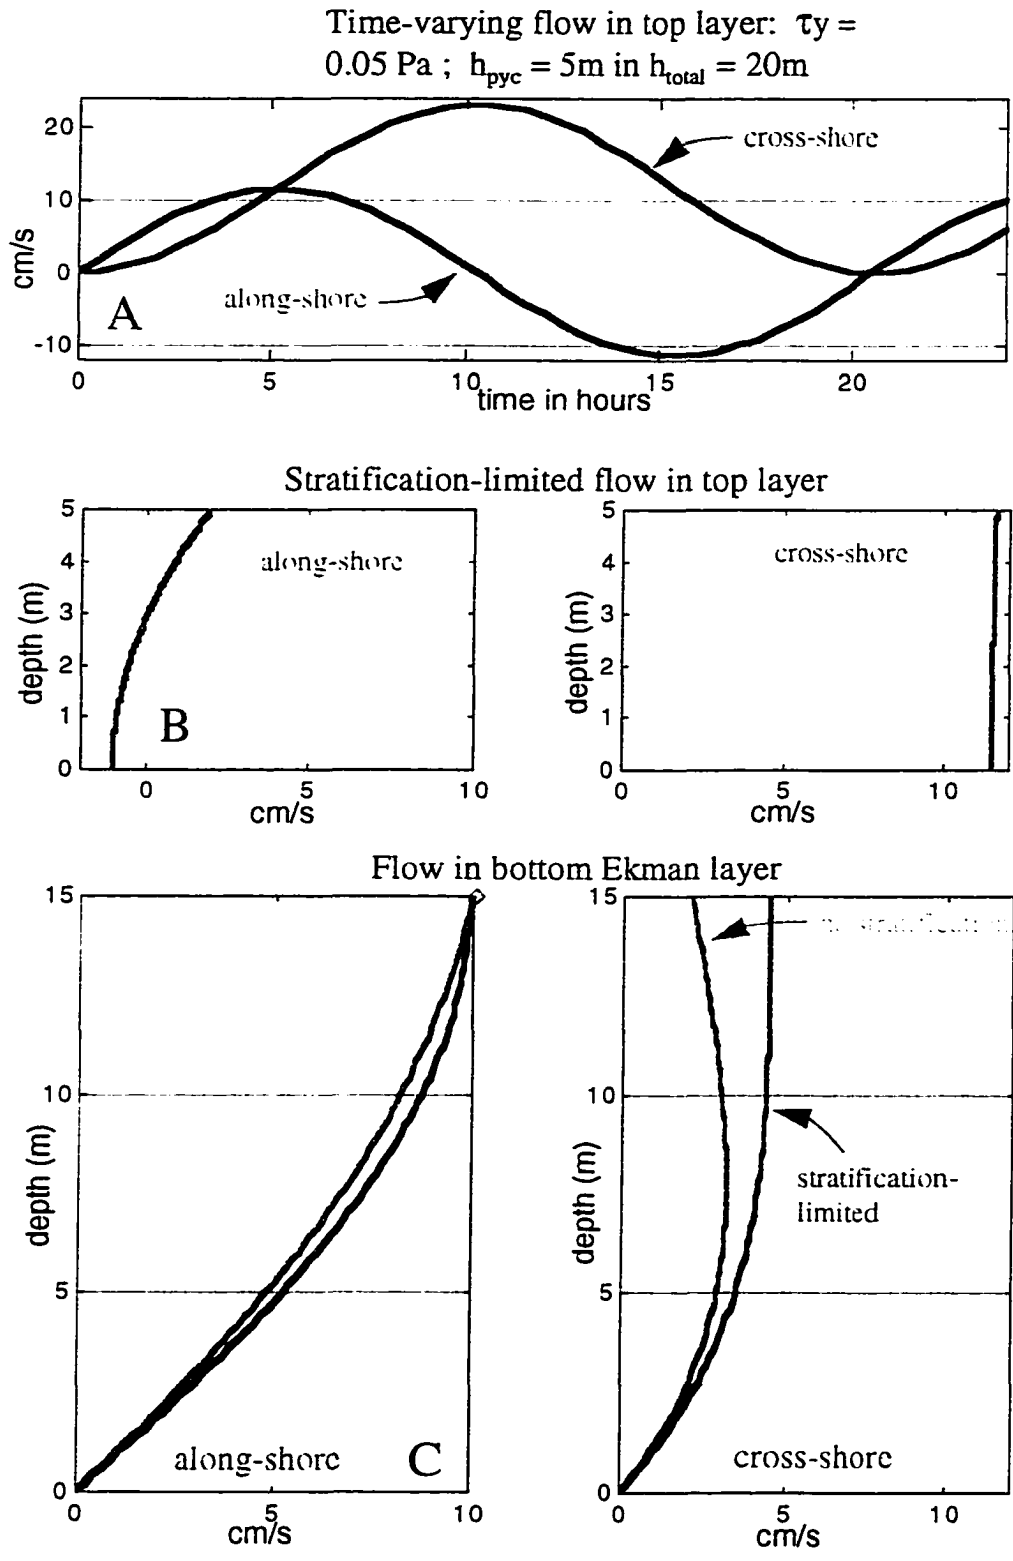 Time-varying flow in top layer: τy =
0.05 Pa ; h_pyc = 5m in h_total = 20m
20
10
0
-10
cm/s
cross-shore
along-shore
A
0 5 10 15 20
time in hours
Stratification-limited flow in top layer
5
4
3
2
1
0
depth (m)
along-shore
B
0 5 10
cm/s
5
4
3
2
1
0
depth (m)
cross-shore
0 5 10
cm/s
Flow in bottom Ekman layer
15
10
5
0
depth (m)
along-shore
C
0 5 10
cm/s
15
10
5
0
depth (m)
stratification-
limited
cross-shore
0 5 10
cm/s